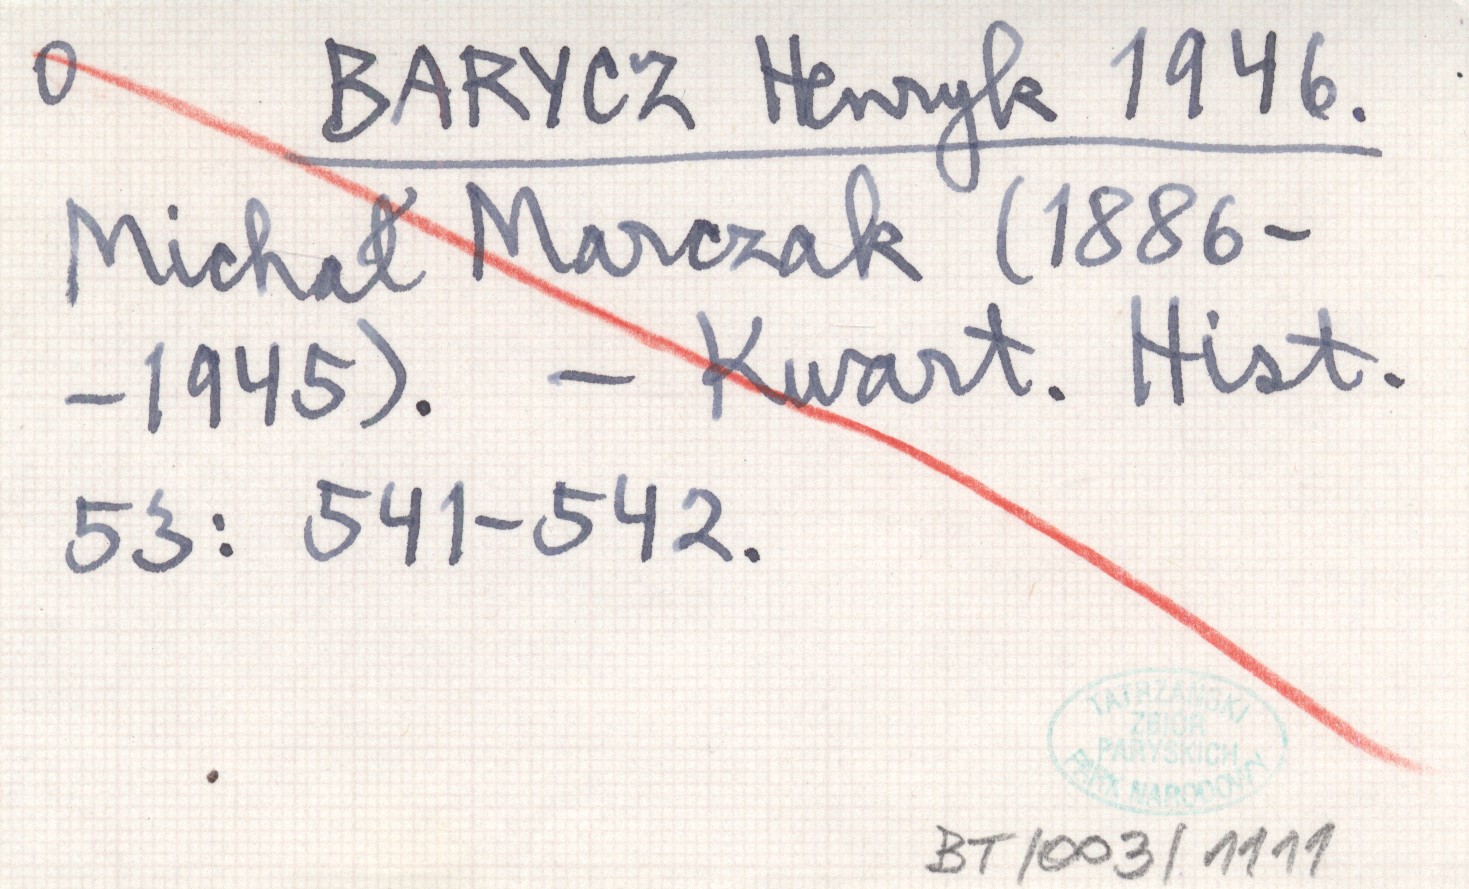 0 BARYCZ Henryk 1946.
Michał Marczak (1886-
-1945). - Kwart. Hist.
53: 541-542.
TATRZAŃSKI
ZBIÓR
PARYSKICH
PARK NARODOWY
BT/003/1111